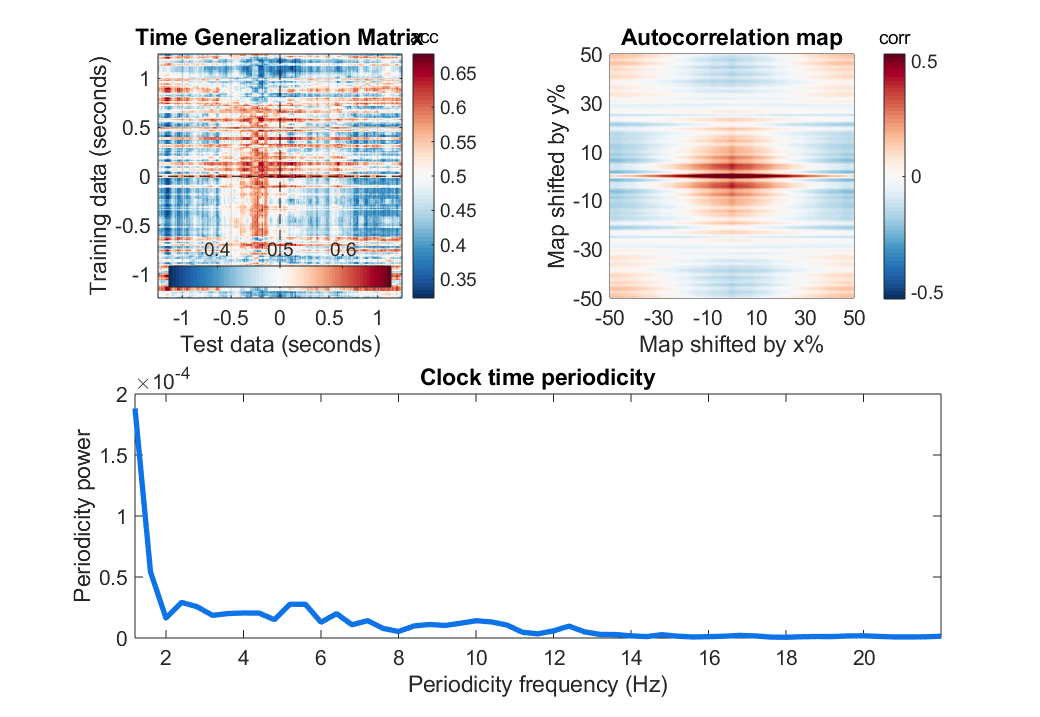 Time Generalization Matrix
acc
Training data (seconds)
1
0.5
0
-0.5
-1
0.4 0.5 0.6
0.65
0.6
0.55
0.5
0.45
0.4
0.35
-1 -0.5 0 0.5 1
Test data (seconds)
Autocorrelation map
corr
Map shifted by y%
50
30
10
-10
-30
-50
0.5
0
-0.5
-50 -30 -10 10 30 50
Map shifted by x%
Clock time periodicity
×10-4
Periodicity power
2
1.5
1
0.5
0
2 4 6 8 10 12 14 16 18 20
Periodicity frequency (Hz)